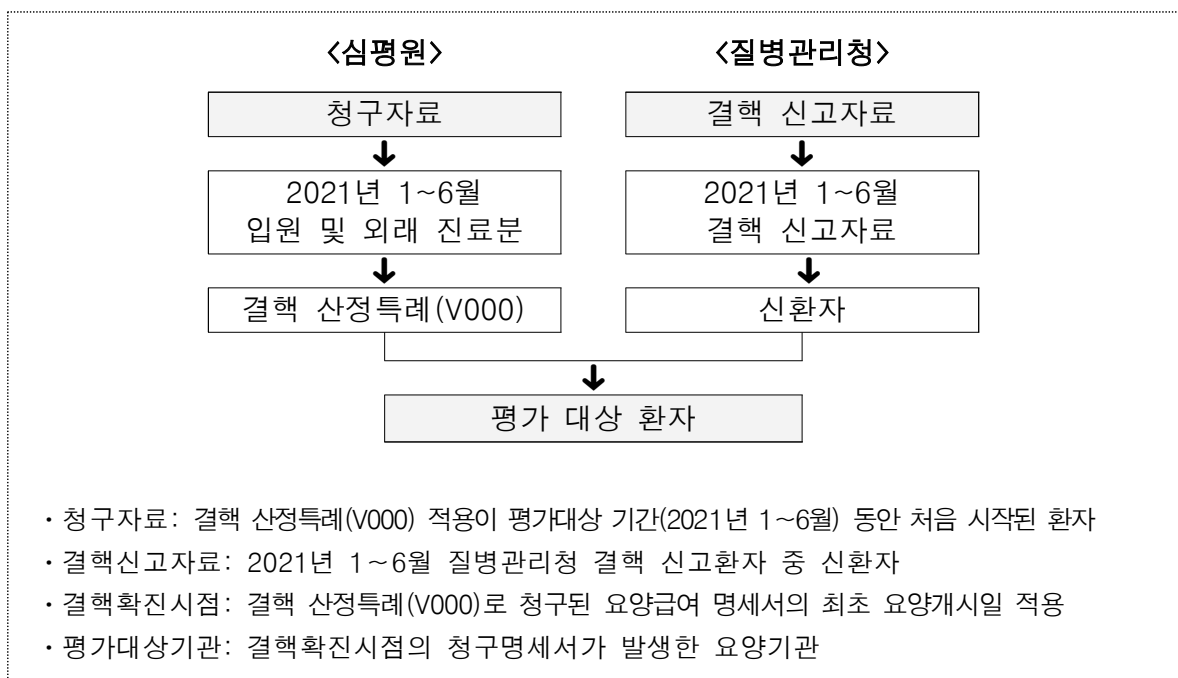 <심평원>
<질병관리청>
청구자료
결핵 신고자료
2021년 1~6월
입원 및 외래 진료분
2021년 1~6월
결핵 신고자료
결핵 산정특례(V000)
신환자
평가 대상 환자
・청구자료: 결핵 산정특례(V000) 적용이 평가대상 기간(2021년 1~6월) 동안 처음 시작된 환자
・결핵신고자료: 2021년 1~6월 질병관리청 결핵 신고환자 중 신환자
・결핵확진시점: 결핵 산정특례(V000)로 청구된 요양급여 명세서의 최초 요양개시일 적용
・평가대상기관: 결핵확진시점의 청구명세서가 발생한 요양기관